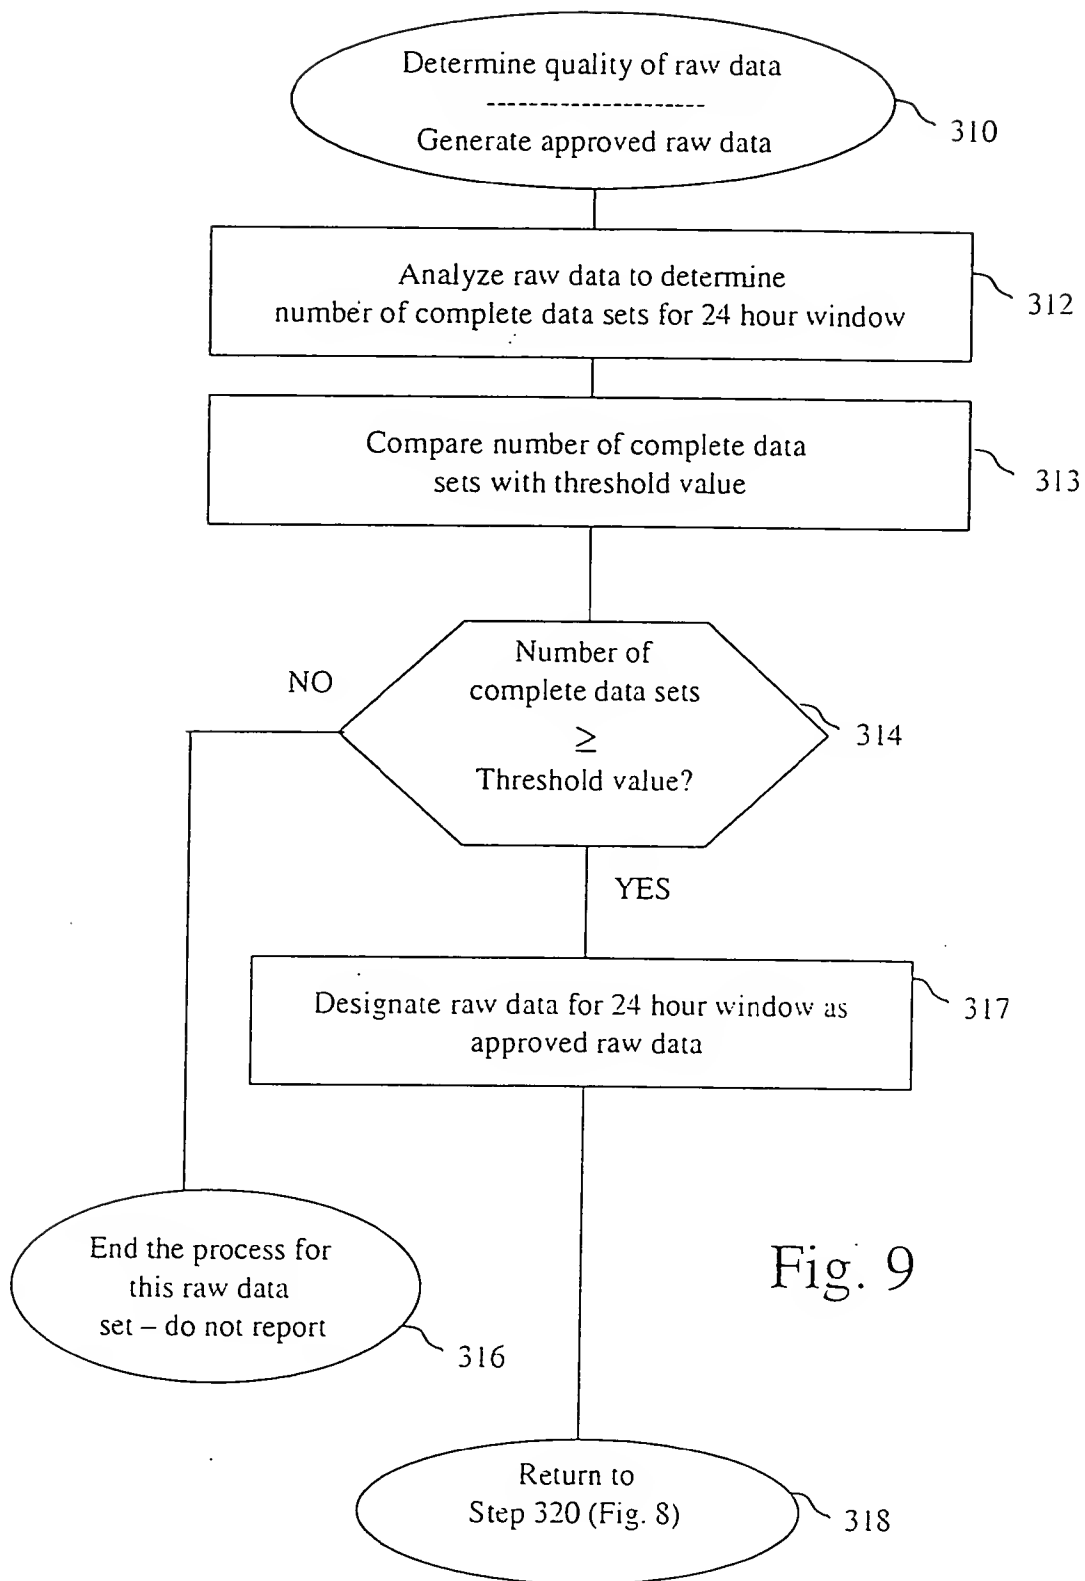 Determine quality of raw data
---------------------
Generate approved raw data
310
Analyze raw data to determine
number of complete data sets for 24 hour window
312
Compare number of complete data
sets with threshold value
313
Number of
complete data sets
≥
Threshold value?
314
NO
YES
Designate raw data for 24 hour window as
approved raw data
317
End the process for
this raw data
set – do not report
316
Fig. 9
Return to
Step 320 (Fig. 8)
318